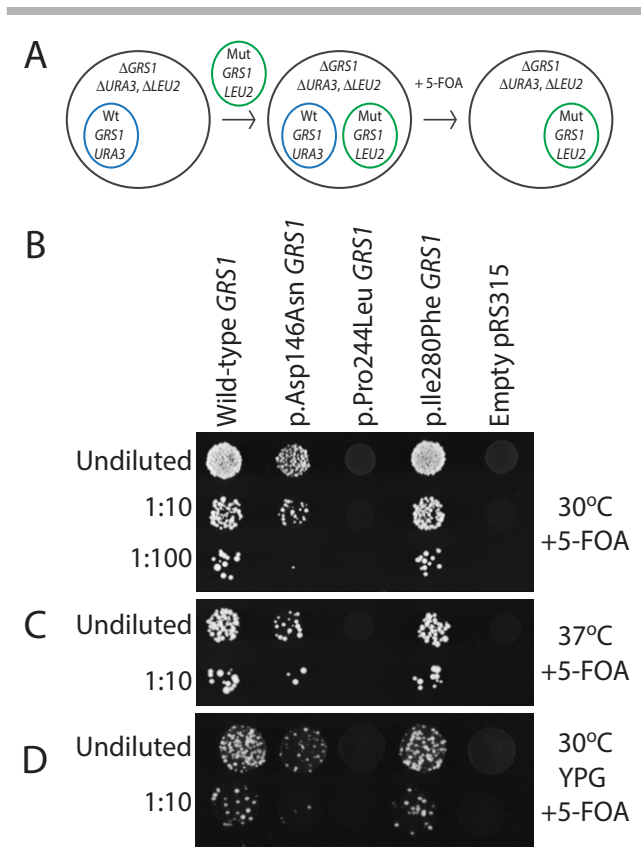 A
ΔGRS1
ΔURA3, ΔLEU2
Wt
GRS1
URA3
Mut
GRS1
LEU2
ΔGRS1
ΔURA3, ΔLEU2
Wt
GRS1
URA3
Mut
GRS1
LEU2
+ 5-FOA
ΔGRS1
ΔURA3, ΔLEU2
Mut
GRS1
LEU2
B
Wild-type GRS1
p.Asp146Asn GRS1
p.Pro244Leu GRS1
p.Ile280Phe GRS1
Empty pRS315
Undiluted
1:10
1:100
30°C
+5-FOA
C
Undiluted
1:10
37°C
+5-FOA
D
Undiluted
1:10
30°C
YPG
+5-FOA